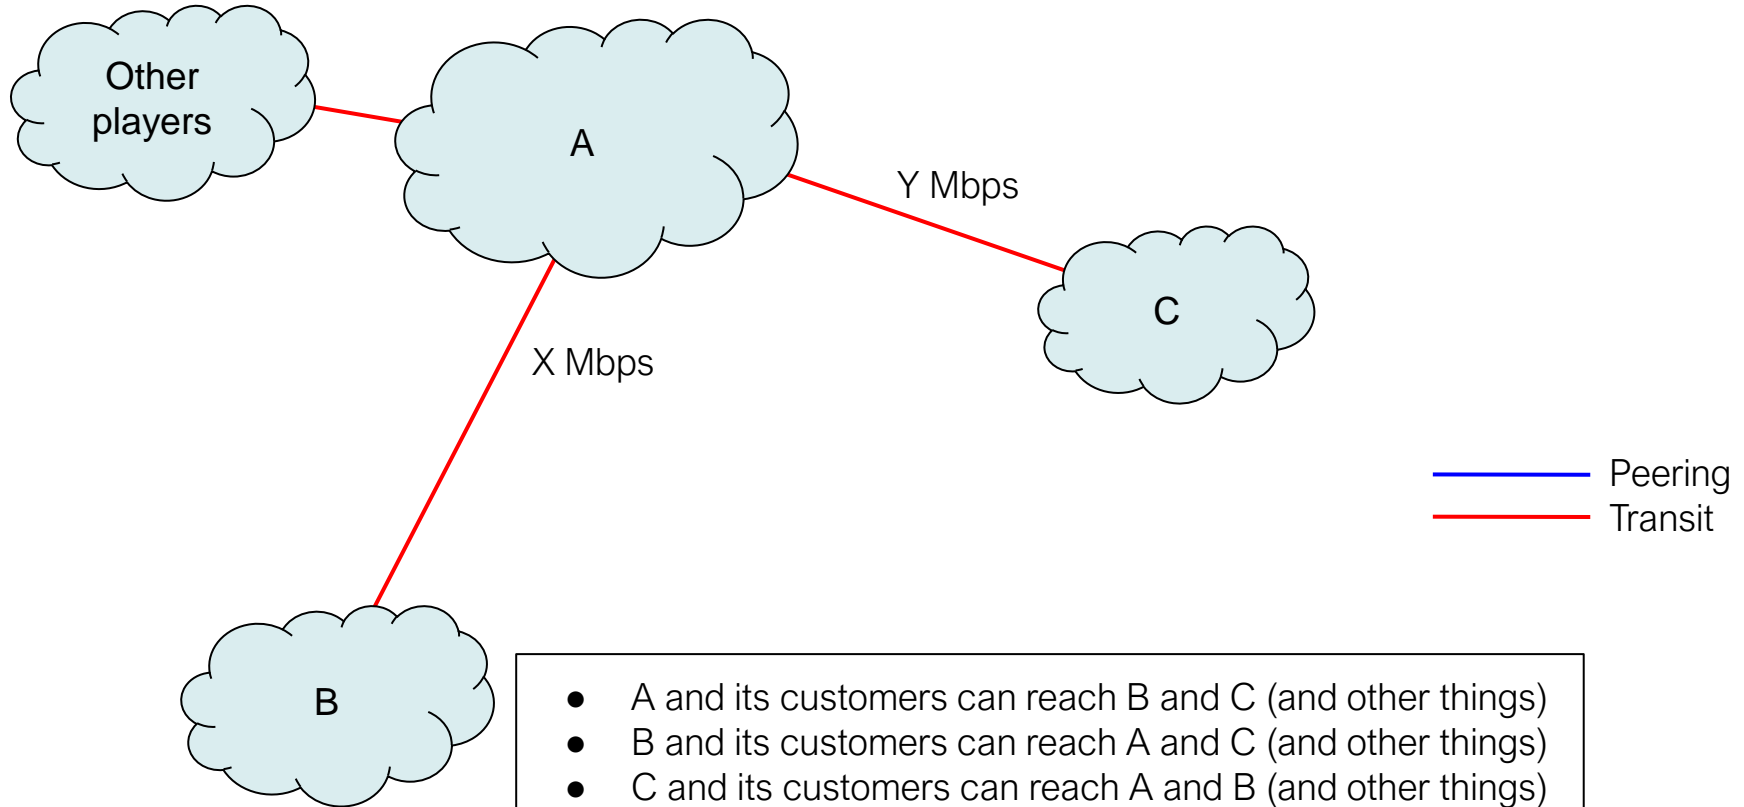 Other
players
A
Y Mbps
C
X Mbps
Peering
Transit
B
● A and its customers can reach B and C (and other things)
● B and its customers can reach A and C (and other things)
● C and its customers can reach A and B (and other things)